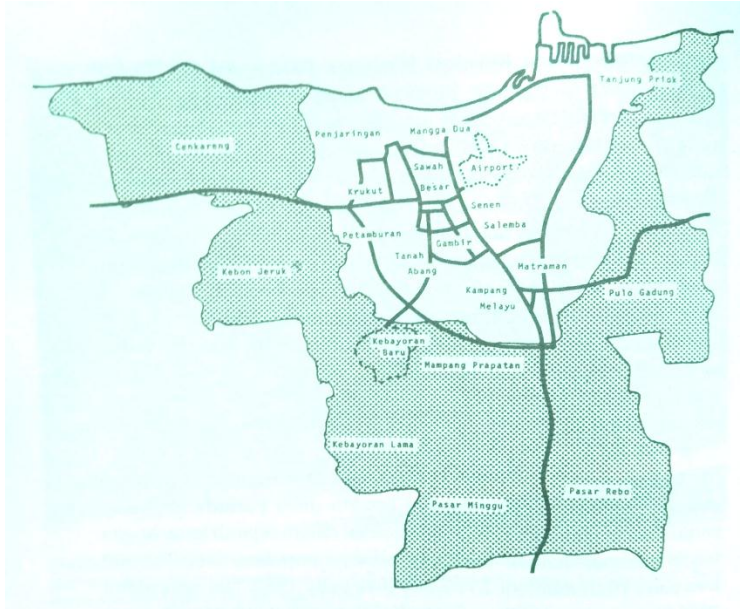 Tanjung Priok
Cenkareng
Penjaringan
Mangga Dua
Sawah
Besar
Airport
Krukut
Senen
Salemba
Petamburan
Gambir
Tanah
Abang
Matraman
Kebon Jeruk
Kampang
Melayu
Pulo Gadung
Kebayoran
Baru
Mampang Prapatan
Kebayoran Lama
Pasar Minggu
Pasar Rebo